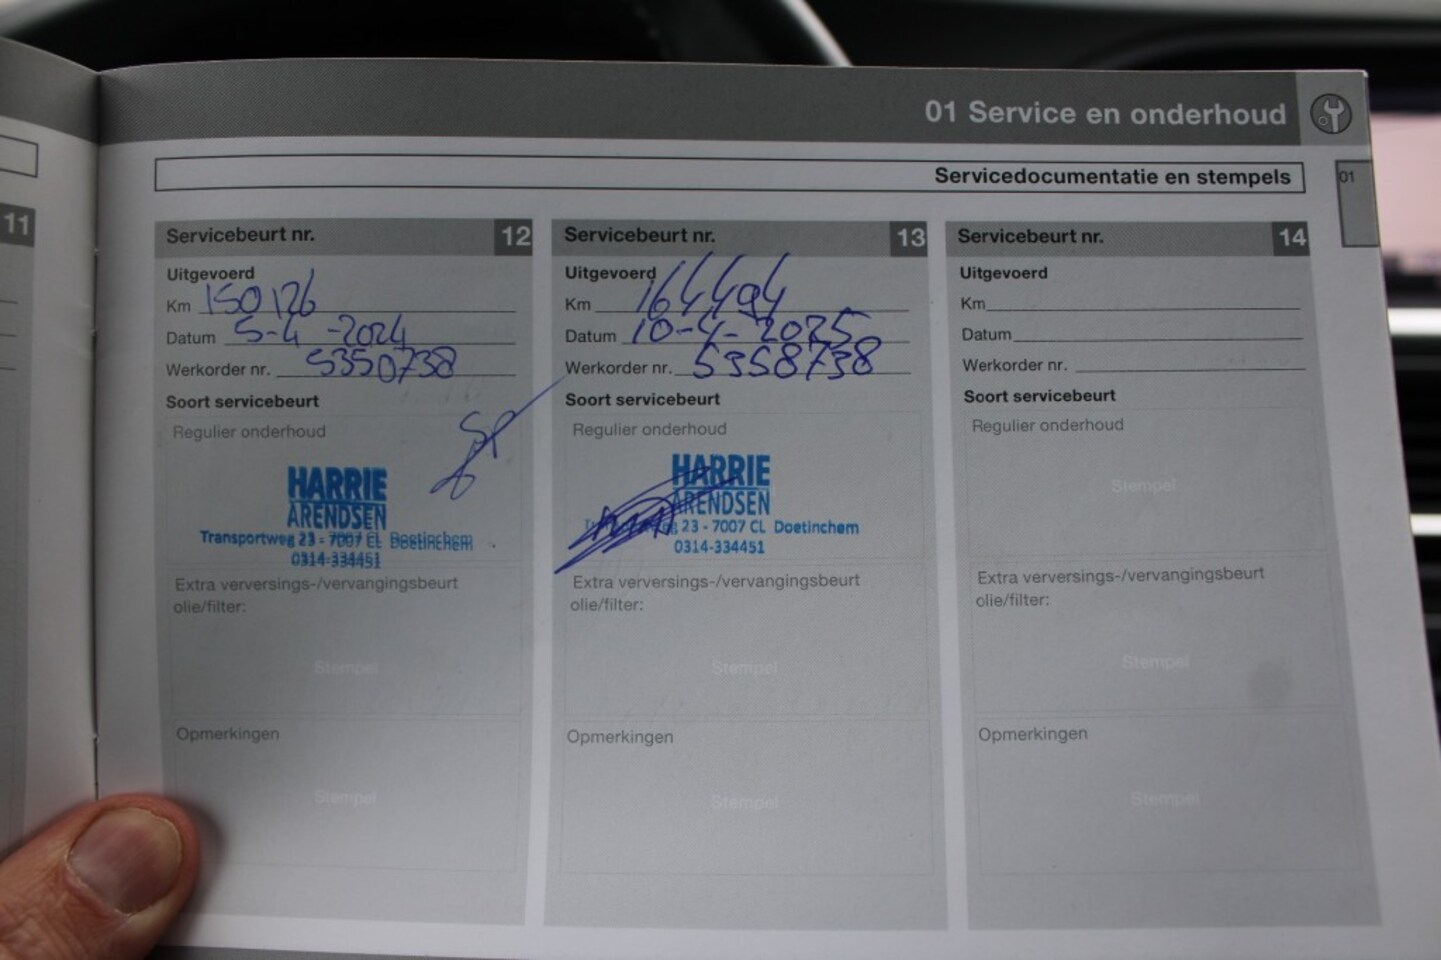 01 Service en onderhoud
Servicedocumentatie en stempels
01
11
Servicebeurt nr. 12
Uitgevoerd
Km 150126
Datum 5-4-2024
Werkorder nr. 5350738
Soort servicebeurt
Regulier onderhoud
HARRIE
ARENDSEN
Transportweg 23 - 7007 CL Doetinchem
0314-334451
Extra verversings-/vervangingsbeurt
olie/filter:
Stempel
Opmerkingen
Stempel
Servicebeurt nr. 13
Uitgevoerd
Km 164494
Datum 10-4-2025
Werkorder nr. 5358738
Soort servicebeurt
Regulier onderhoud
HARRIE
ARENDSEN
23 - 7007 CL Doetinchem
0314-334451
Extra verversings-/vervangingsbeurt
olie/filter:
Stempel
Opmerkingen
Stempel
Servicebeurt nr. 14
Uitgevoerd
Km
Datum
Werkorder nr.
Soort servicebeurt
Regulier onderhoud
Stempel
Extra verversings-/vervangingsbeurt
olie/filter:
Stempel
Opmerkingen
Stempel